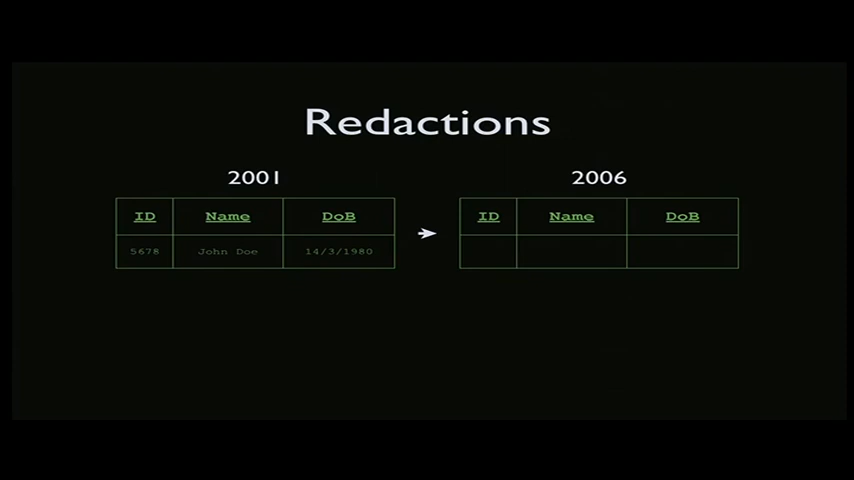 Redactions
2001
2006
ID Name DoB
5678 John Doe 14/3/1980
ID Name DoB